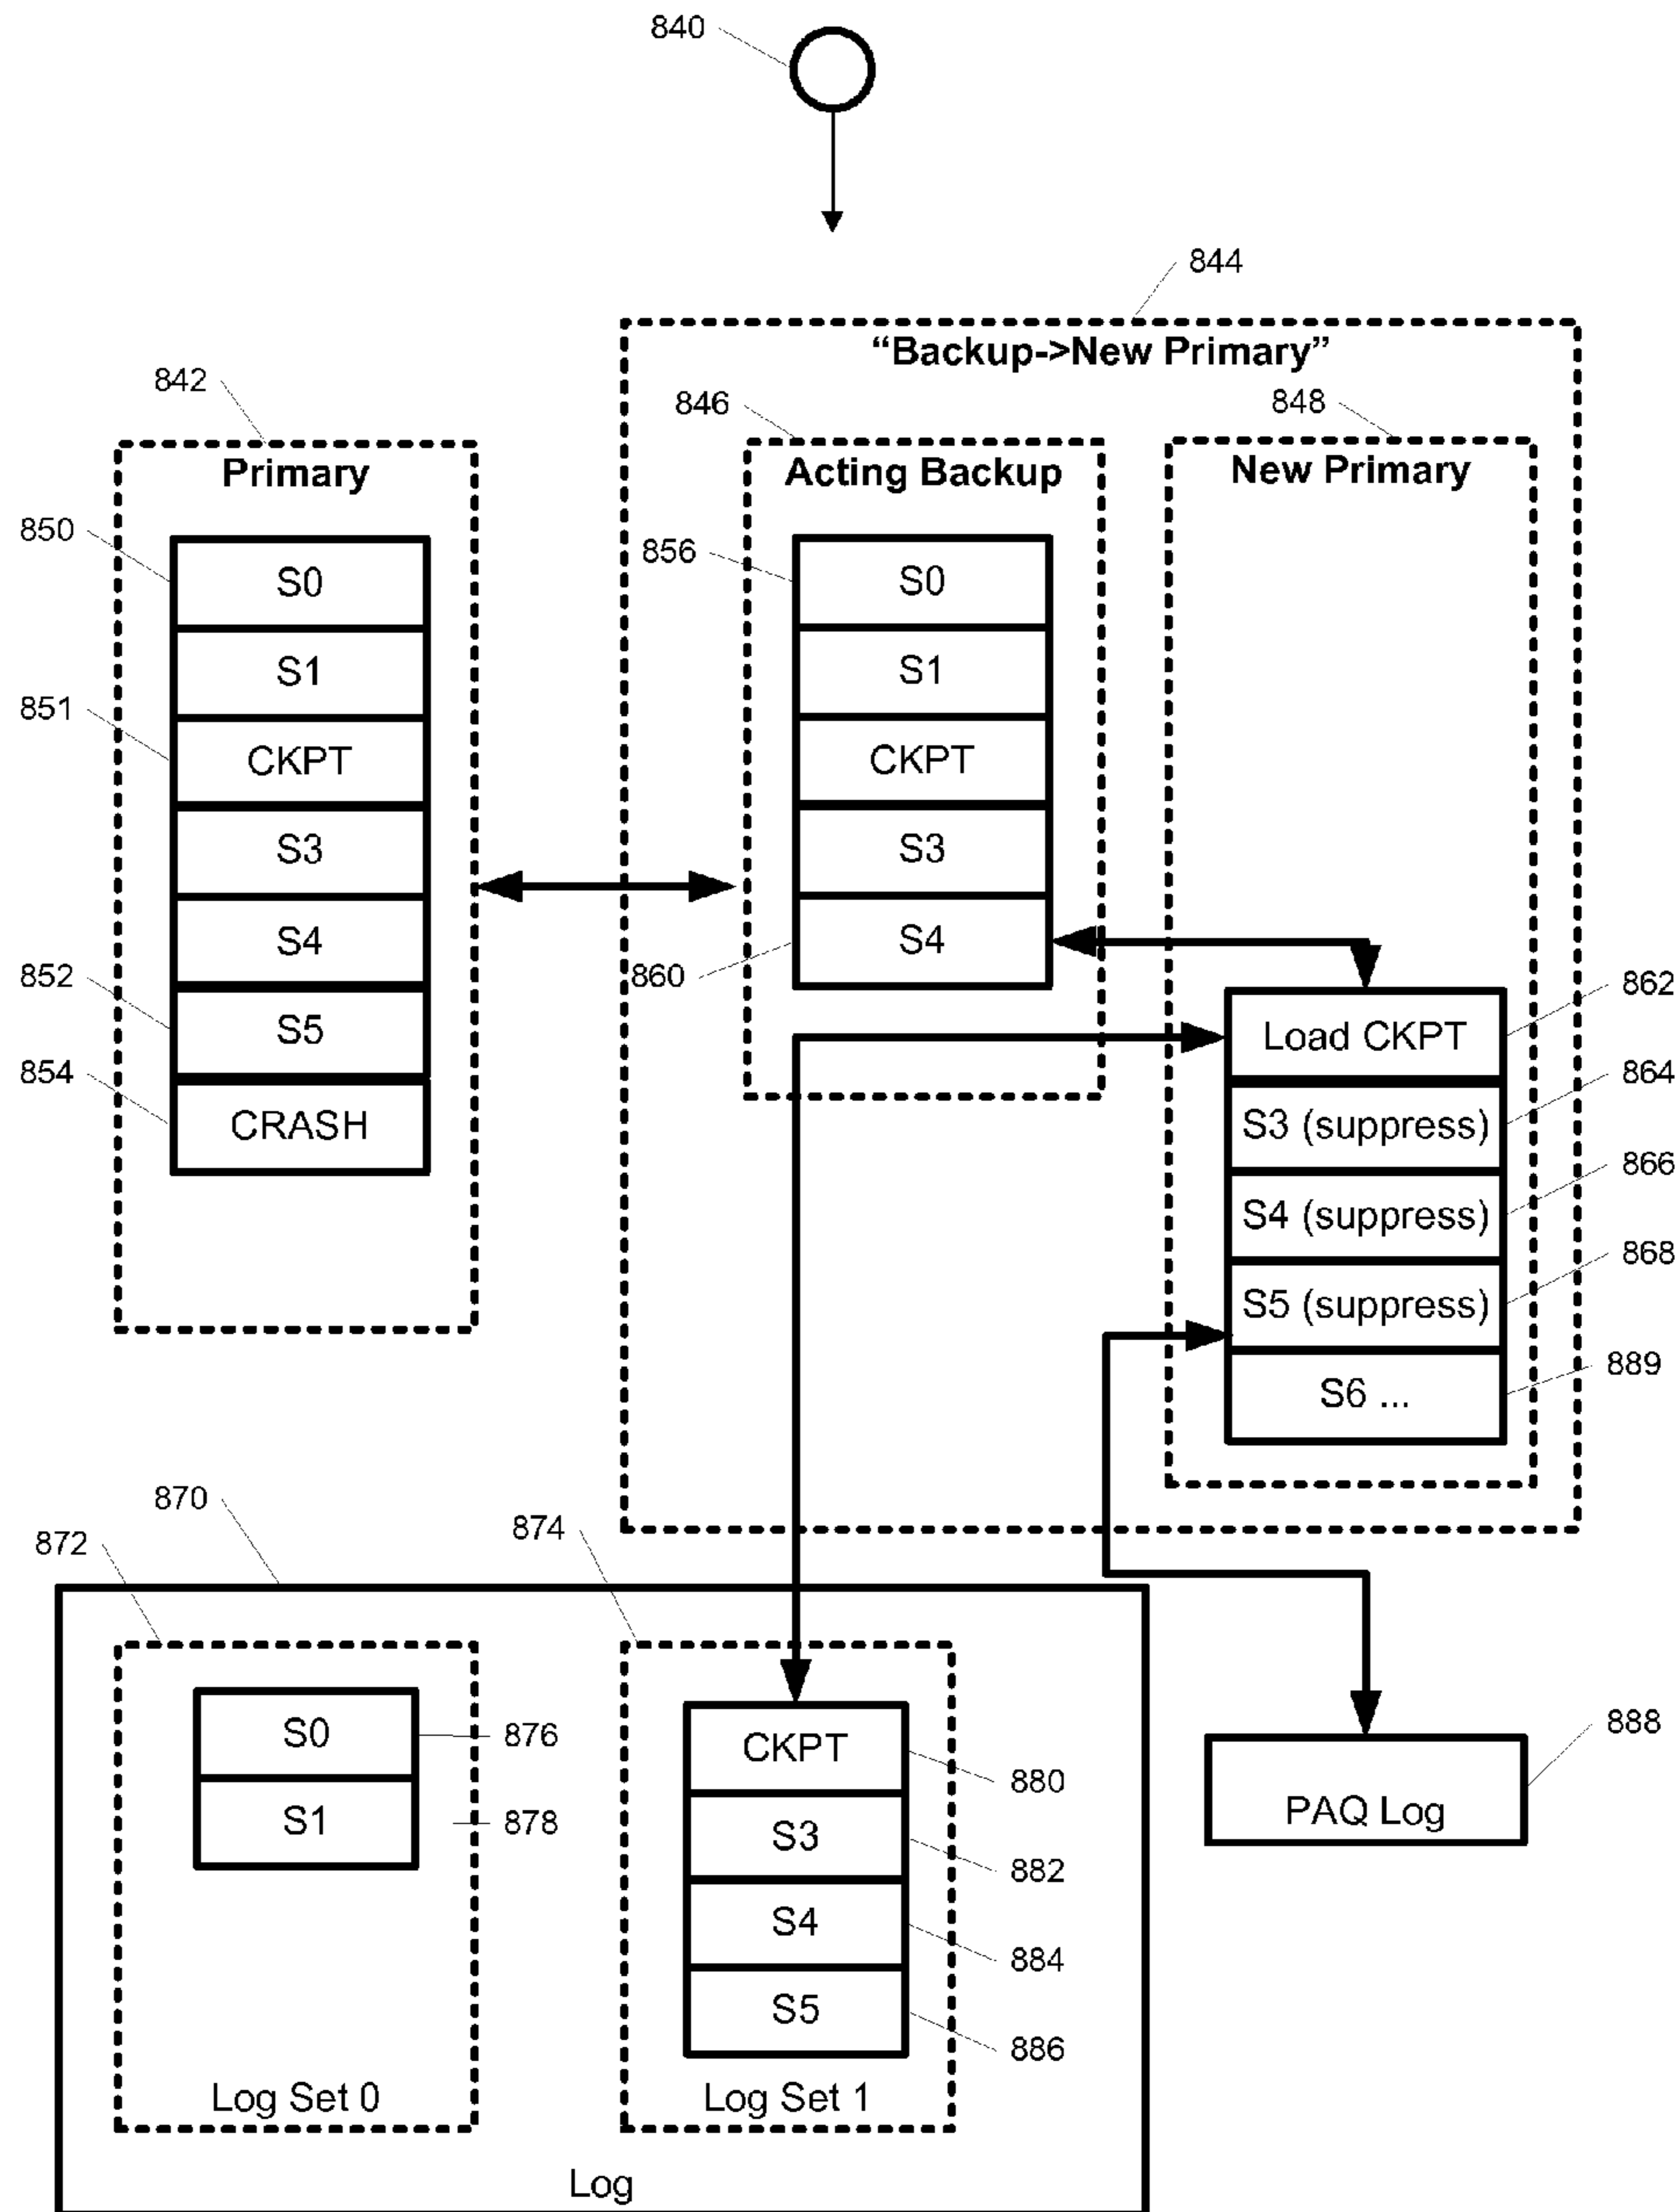 840
844
“Backup->New Primary”
842
846
848
Primary
Acting Backup
New Primary
850
S0
S1
851
CKPT
S3
S4
852
S5
854
CRASH
856
S0
S1
CKPT
S3
860
S4
862
Load CKPT
864
S3 (suppress)
866
S4 (suppress)
868
S5 (suppress)
889
S6 ...
870
872
874
S0
876
S1
878
Log Set 0
CKPT
880
S3
882
S4
884
S5
886
Log Set 1
Log
888
PAQ Log